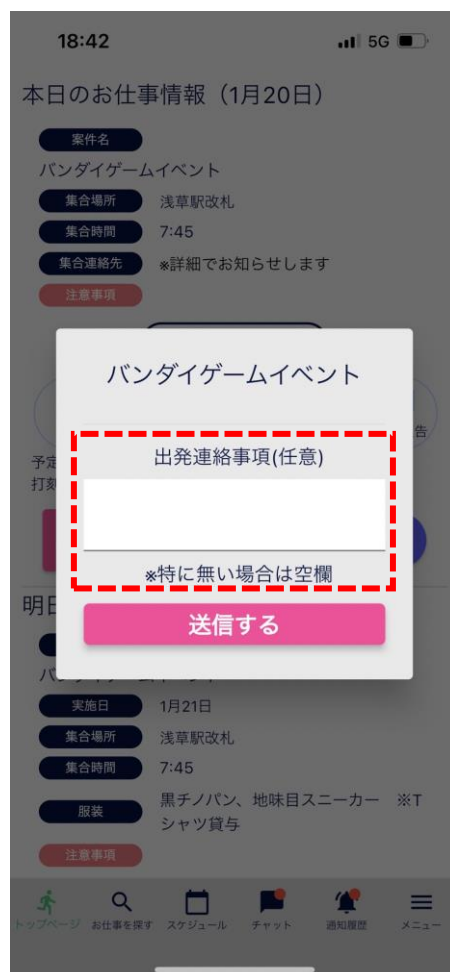 18:42
5G
本日のお仕事情報（1月20日）
案件名
バンダイゲームイベント
集合場所 浅草駅改札
集合時間 7:45
集合連絡先 ※詳細でお知らせします
注意事項
バンダイゲームイベント
告
出発連絡事項(任意)
予定
打刻
※特に無い場合は空欄
送信する
明日
実施日 1月21日
集合場所 浅草駅改札
集合時間 7:45
服装 黒チノパン、地味目スニーカー ※T
シャツ貸与
注意事項
トップページ お仕事を探す スケジュール チャット 通知履歴 メニュー